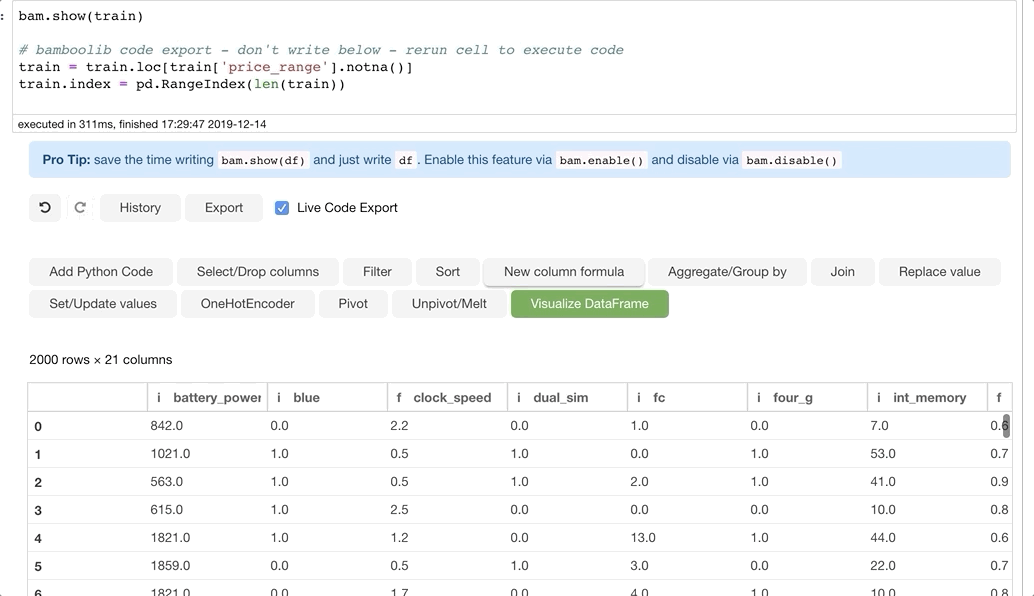 :
bam.show(train)
# bamboolib code export - don't write below - rerun cell to execute code
train = train.loc[train['price_range'].notna()]
train.index = pd.RangeIndex(len(train))
executed in 311ms, finished 17:29:47 2019-12-14
Pro Tip: save the time writing bam.show(df) and just write df . Enable this feature via bam.enable() and disable via bam.disable()
History Export Live Code Export
Add Python Code Select/Drop columns Filter Sort New column formula Aggregate/Group by Join Replace value
Set/Update values OneHotEncoder Pivot Unpivot/Melt Visualize DataFrame
2000 rows × 21 columns
i battery_power i blue f clock_speed i dual_sim i fc i four_g i int_memory f
0 842.0 0.0 2.2 0.0 1.0 0.0 7.0 0.6
1 1021.0 1.0 0.5 1.0 0.0 1.0 53.0 0.7
2 563.0 1.0 0.5 1.0 2.0 1.0 41.0 0.9
3 615.0 1.0 2.5 0.0 0.0 0.0 10.0 0.8
4 1821.0 1.0 1.2 0.0 13.0 1.0 44.0 0.6
5 1859.0 0.0 0.5 1.0 3.0 0.0 22.0 0.7
6 1821.0 0.0 1.7 0.0 4.0 1.0 10.0 0.8